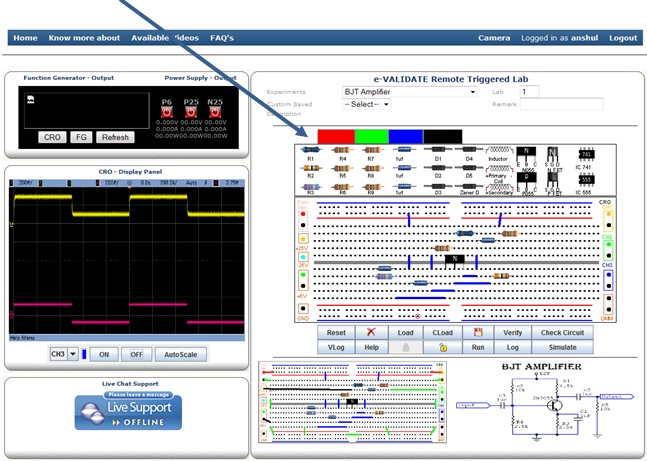 Home Know more about Available Videos FAQ's Camera Logged in as anshul Logout
Function Generator - Output Power Supply - Output
P6 P25 N25
0.000V 00.00V 00.00V
0.000A 0.000A 0.000A
00.00W 00.00W 00.00W
CRO FG Refresh
CRO - Display Panel
Help Menu
CH3 ON OFF AutoScale
Live Chat Support
Please leave a message
Live Support
OFFLINE
e-VALIDATE Remote Triggered Lab
Experiments BJT Amplifier Lab 1
Custom Saved -- Select -- Remark
Description
R1 R4 R7 1uf D1 D4 Inductor
R2 R5 R8 1uf D2 D5 +Primary Coil
R3 R6 R9 1uf D3 Zener D +Secondary
N P
E B C S G D
N FET P FET
IC 741
IC 555
CRO
CH1
CH2
CH3
+25V
-25V
+6V
GND
DMM
Reset Load CLoad Verify Check Circuit
VLog Help Run Log Simulate
BJT AMPLIFIER